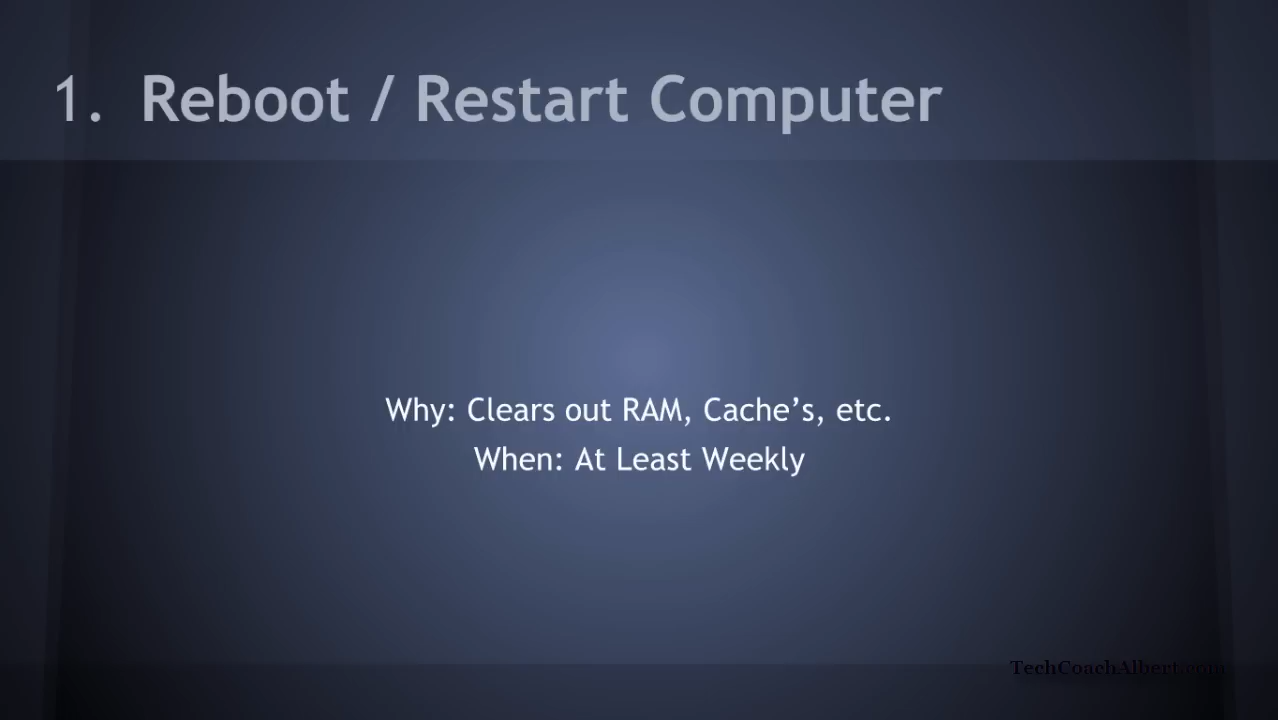 1. Reboot / Restart Computer
Why: Clears out RAM, Cache’s, etc.
When: At Least Weekly
TechCoachAlbert.com